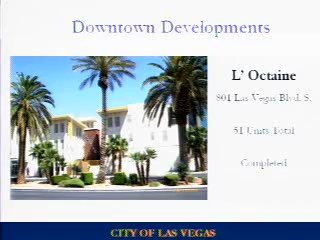 Downtown Developments
L' Octaine
801 Las Vegas Blvd. S.
51 Units Total
Completed
CITY OF LAS VEGAS